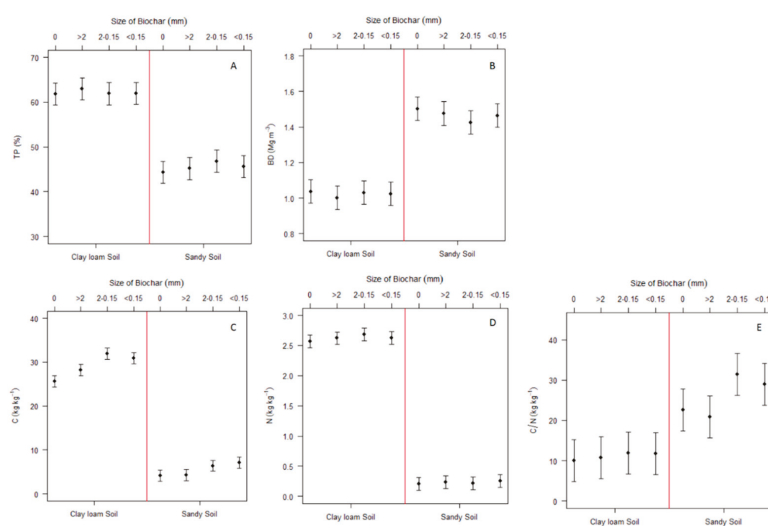 Size of Biochar (mm)
0 >2 2-0.15 <0.15 0 >2 2-0.15 <0.15
A
TP (%)
70
60
50
40
30
Clay loam Soil Sandy Soil
Size of Biochar (mm)
0 >2 2-0.15 <0.15 0 >2 2-0.15 <0.15
B
BD (Mg m⁻³)
1.8
1.6
1.4
1.2
1.0
0.8
Clay loam Soil Sandy Soil
Size of Biochar (mm)
0 >2 2-0.15 <0.15 0 >2 2-0.15 <0.15
C
C (kg kg⁻¹)
40
30
20
10
0
Clay loam Soil Sandy Soil
Size of Biochar (mm)
0 >2 2-0.15 <0.15 0 >2 2-0.15 <0.15
D
N (kg kg⁻¹)
3.0
2.5
2.0
1.5
1.0
0.5
0.0
Clay loam Soil Sandy Soil
Size of Biochar (mm)
0 >2 2-0.15 <0.15 0 >2 2-0.15
E
C/N (kg kg⁻¹)
40
30
20
10
0
Clay loam Soil Sandy Soil